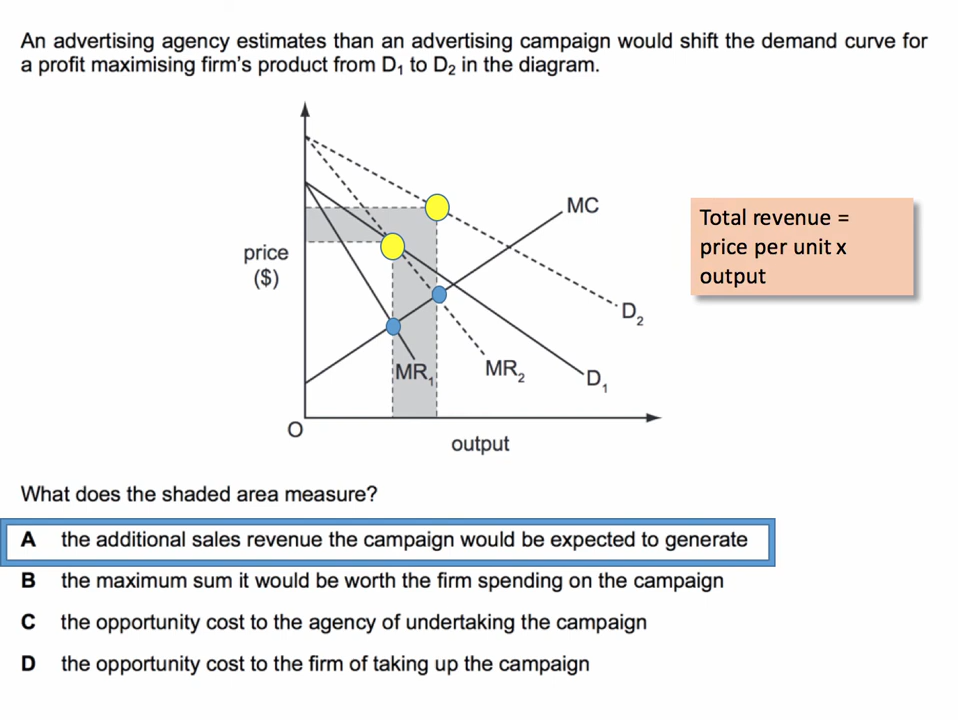 An advertising agency estimates than an advertising campaign would shift the demand curve for
a profit maximising firm's product from D₁ to D₂ in the diagram.
MC
Total revenue =
price per unit x
output
price
($)
D₂
MR₁
MR₂
D₁
O
output
What does the shaded area measure?
A the additional sales revenue the campaign would be expected to generate
B the maximum sum it would be worth the firm spending on the campaign
C the opportunity cost to the agency of undertaking the campaign
D the opportunity cost to the firm of taking up the campaign